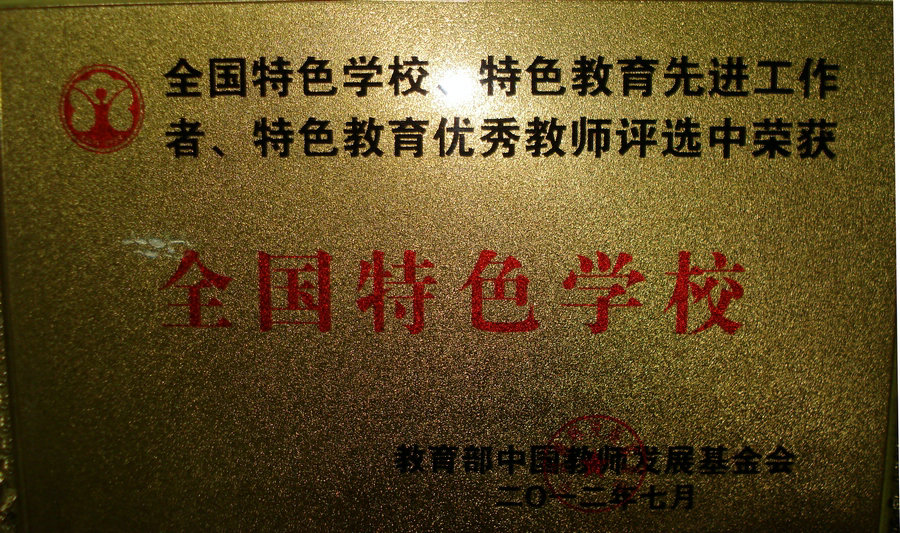 全国特色学校、特色教育先进工作
者、特色教育优秀教师评选中荣获
全国特色学校
教育部中国教师发展基金会
二〇一二年七月